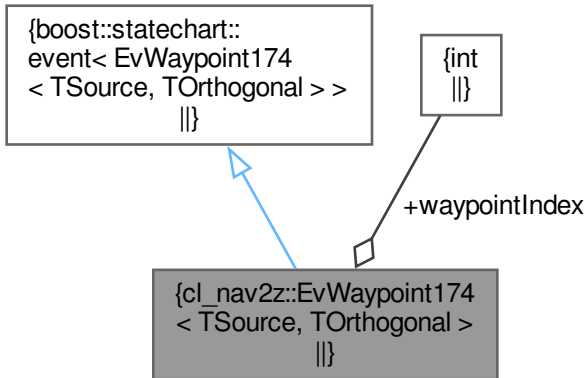 {boost::statechart::
event< EvWaypoint174
< TSource, TOrthogonal > >
||}
{int
||}
+waypointIndex
{cl_nav2z::EvWaypoint174
< TSource, TOrthogonal >
||}